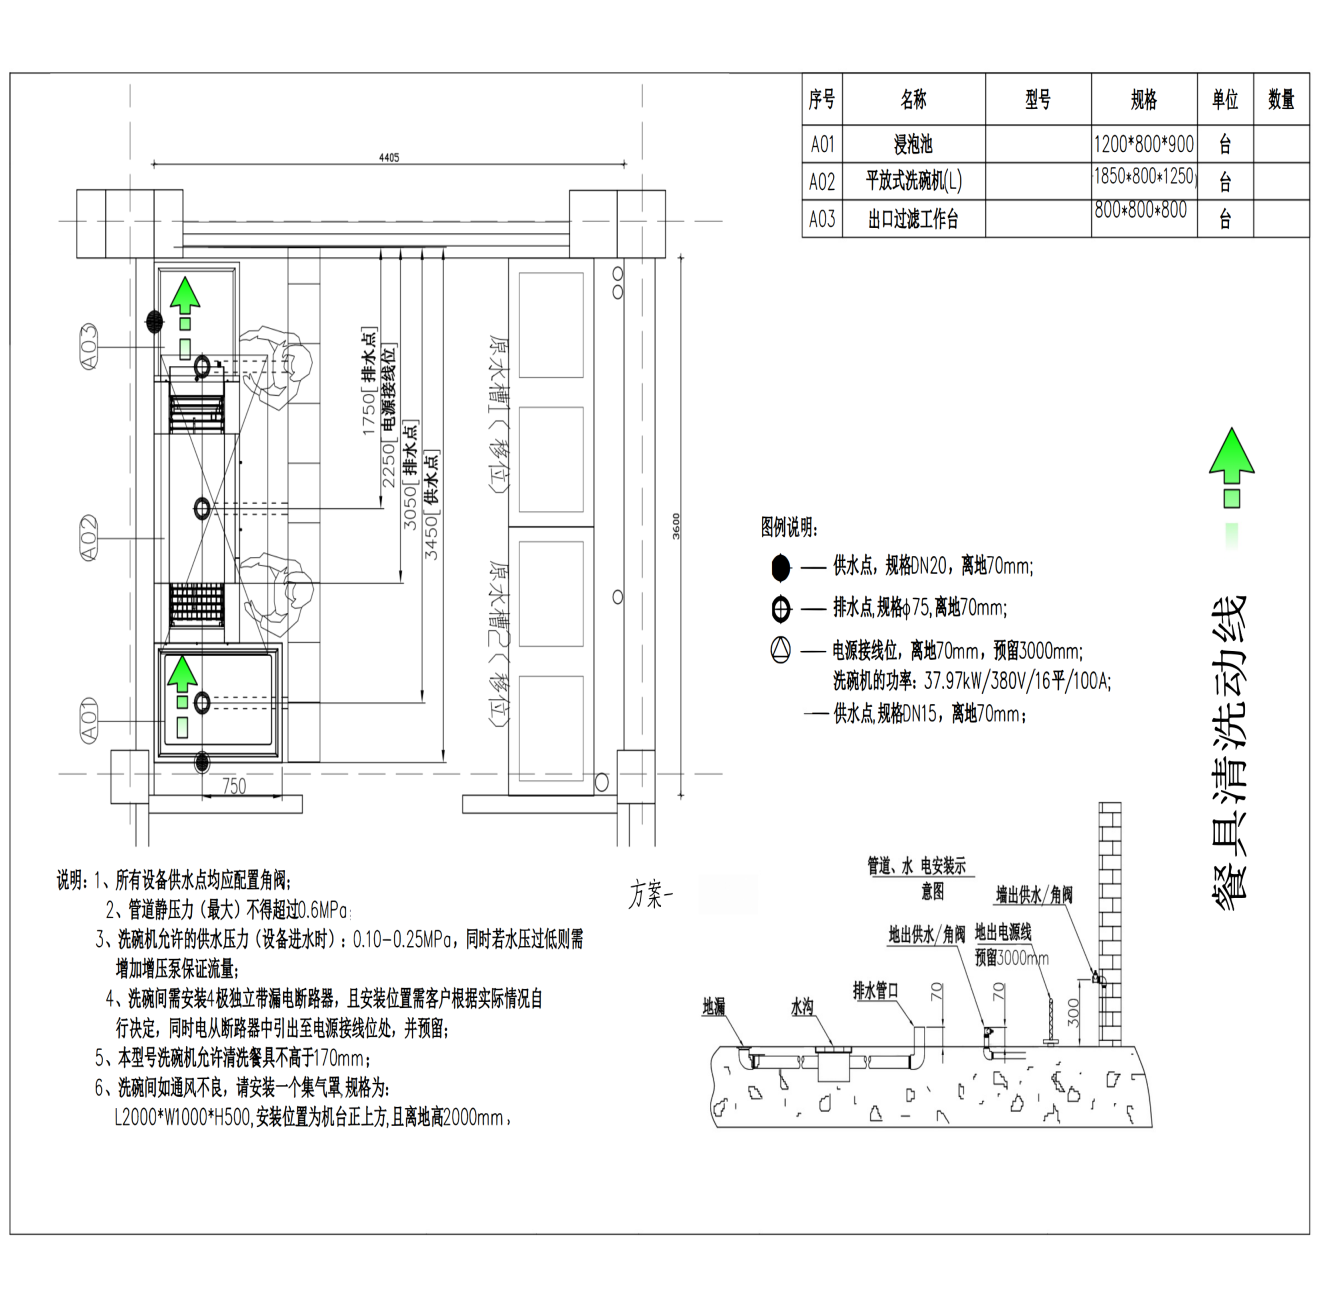 序号 名称 型号 规格 单位 数量
A01 浸泡池 1200*800*900 台
A02 平放式洗碗机(L) 1850*800*1250 台
A03 出口过滤工作台 800*800*800 台
4405
A03
A02
A01
1750[排水点]
2250[电源接线位]
3050[排水点]
3450[供水点]
原水槽1(移位)
原水槽2(移位)
3600
750
图例说明:
供水点，规格DN20，离地70mm;
排水点,规格φ75,离地70mm;
电源接线位，离地70mm，预留3000mm;
洗碗机的功率: 37.97kW/380V/16平/100A;
供水点,规格DN15，离地70mm;
餐具清洗动线
说明: 1、所有设备供水点均应配置角阀;
2、管道静压力（最大）不得超过0.6MPa;
3、洗碗机允许的供水压力（设备进水时）: 0.10-0.25MPa，同时若水压过低则需
增加增压泵保证流量;
4、洗碗间需安装4极独立带漏电断路器，且安装位置需客户根据实际情况自
行决定，同时电从断路器中引出至电源接线位处，并预留;
5、本型号洗碗机允许清洗餐具不高于170mm;
6、洗碗间如通风不良，请安装一个集气罩,规格为:
L2000*W1000*H500,安装位置为机台正上方,且离地高2000mm，
方案-
管道、水 电安装示
意图
墙出供水/角阀
地出供水/角阀
地出电源线
预留3000mm
排水管口
地漏
水沟
70
70
300